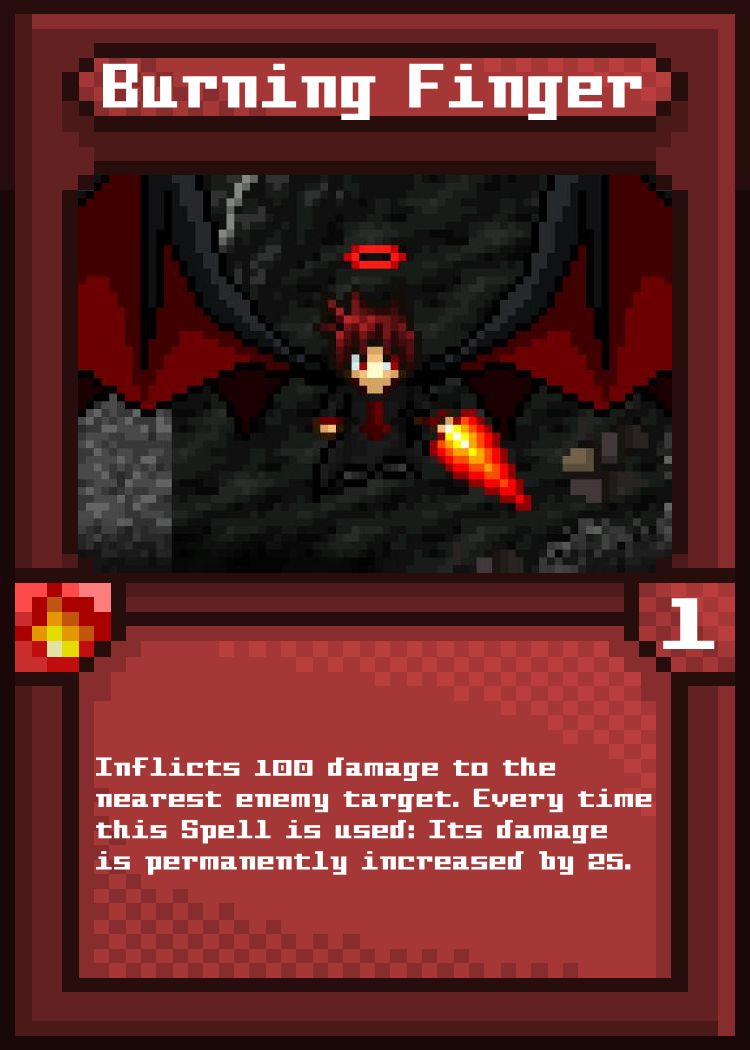 Burning Finger
1
Inflicts 100 damage to the
nearest enemy target. Every time
this Spell is used: Its damage
is permanently increased by 25.